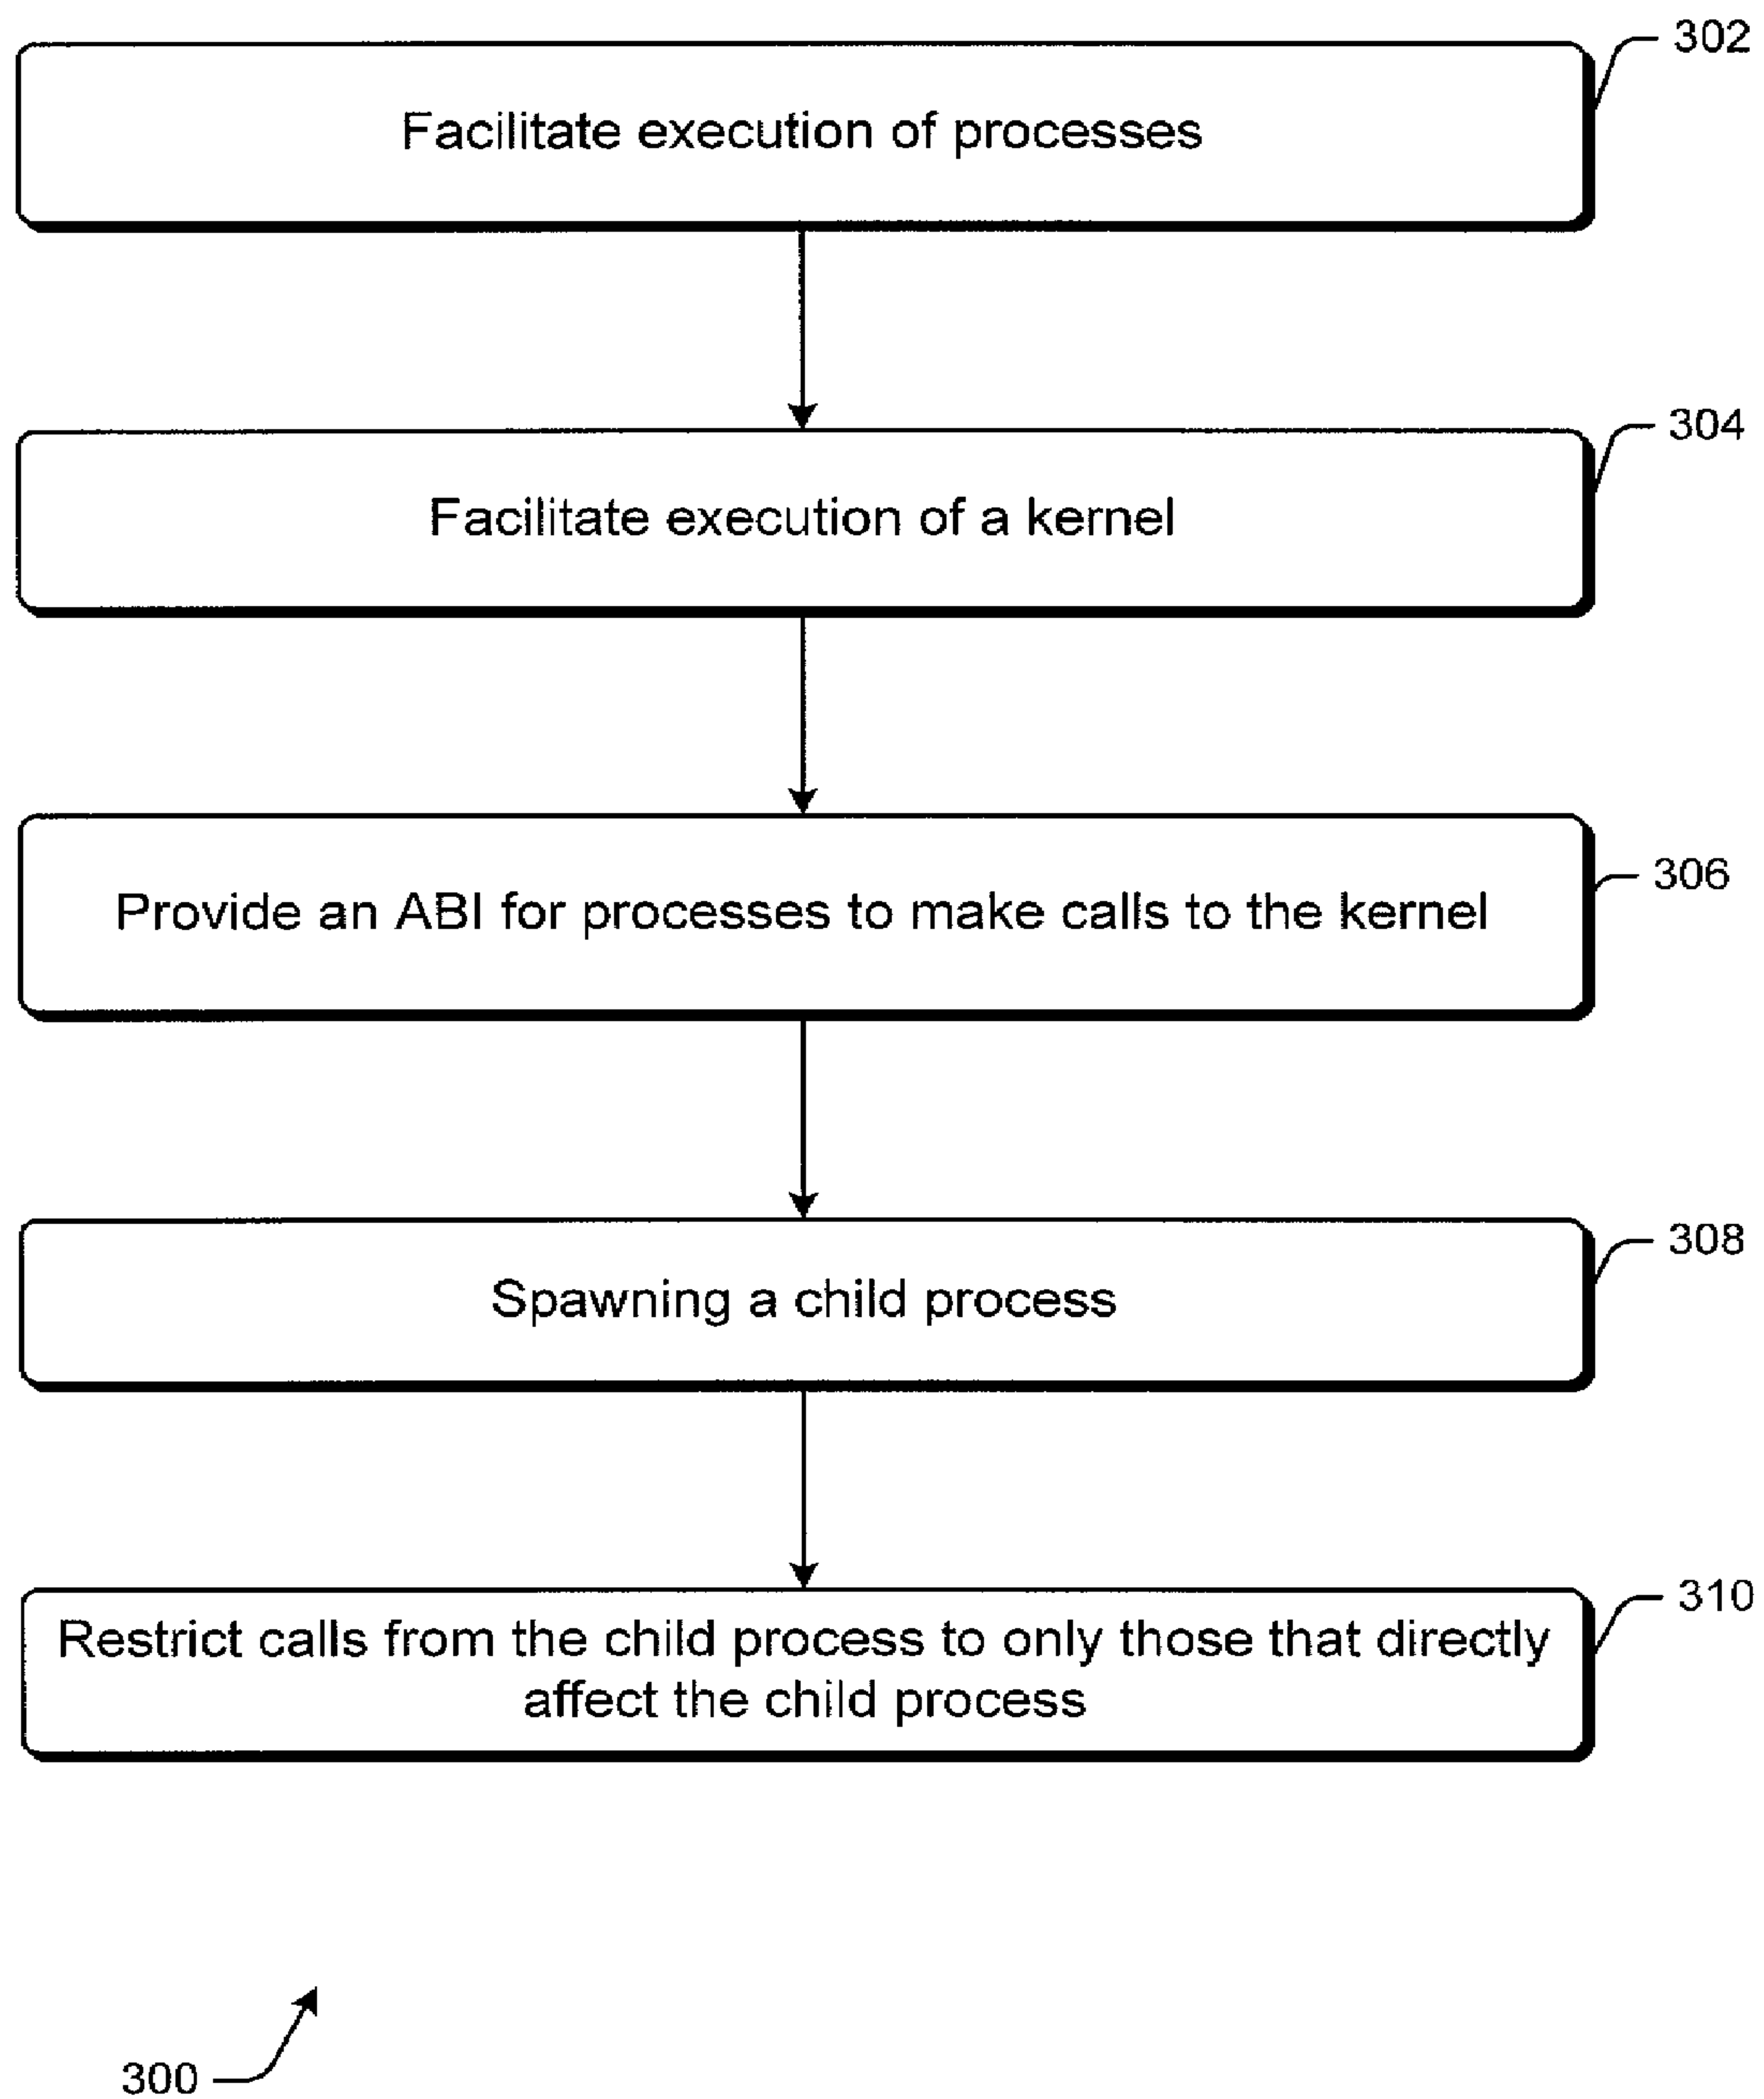 302
Facilitate execution of processes
304
Facilitate execution of a kernel
306
Provide an ABI for processes to make calls to the kernel
308
Spawning a child process
310
Restrict calls from the child process to only those that directly
affect the child process
300